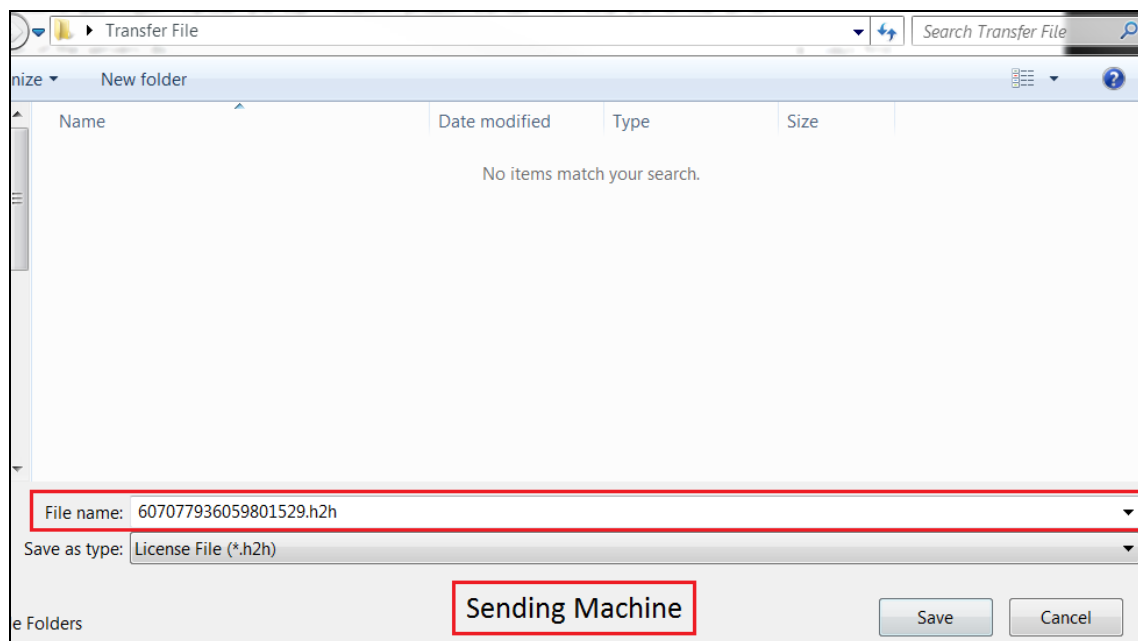 Transfer File
Search Transfer File
nize
New folder
Name Date modified Type Size
No items match your search.
File name: 607077936059801529.h2h
Save as type: License File (*.h2h)
Sending Machine
e Folders
Save
Cancel